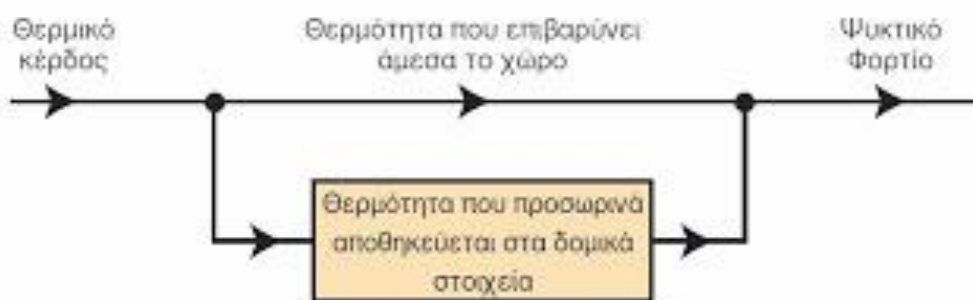 Θερμικό
κέρδος
Θερμότητα που επιβαρύνει
άμεσα το χώρο
Ψυκτικό
Φορτίο
Θερμότητα που προσωρινά
αποθηκεύεται στα δομικά
στοιχεία